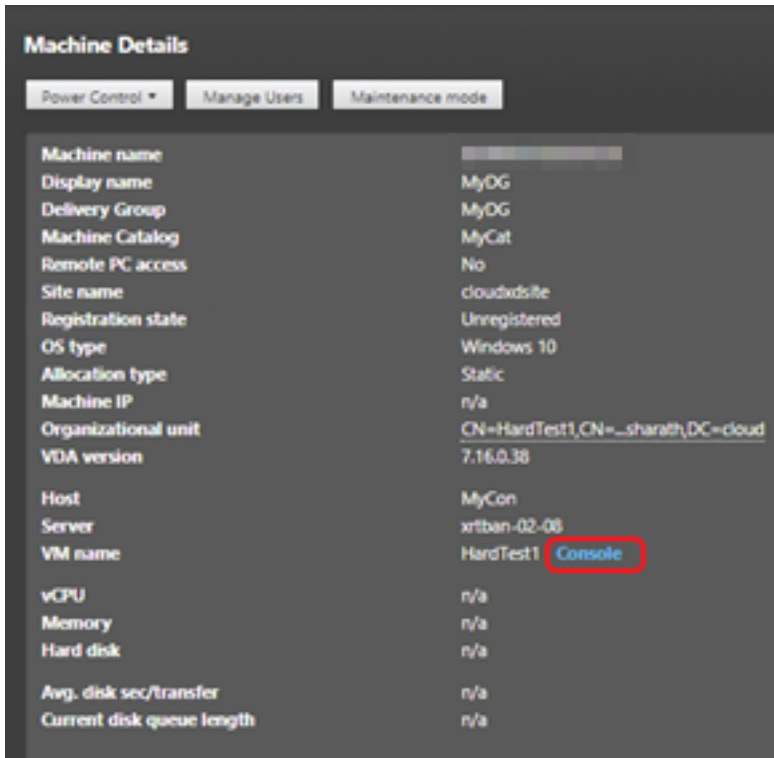 Machine Details
Power Control Manage Users Maintenance mode
Machine name
Display name MyDG
Delivery Group MyDG
Machine Catalog MyCat
Remote PC access No
Site name cloudxdsite
Registration state Unregistered
OS type Windows 10
Allocation type Static
Machine IP n/a
Organizational unit CN=HardTest1,CN=...sharath,DC=cloud
VDA version 7.16.0.38
Host MyCon
Server xrtban-02-08
VM name HardTest1 Console
vCPU n/a
Memory n/a
Hard disk n/a
Avg. disk sec/transfer n/a
Current disk queue length n/a